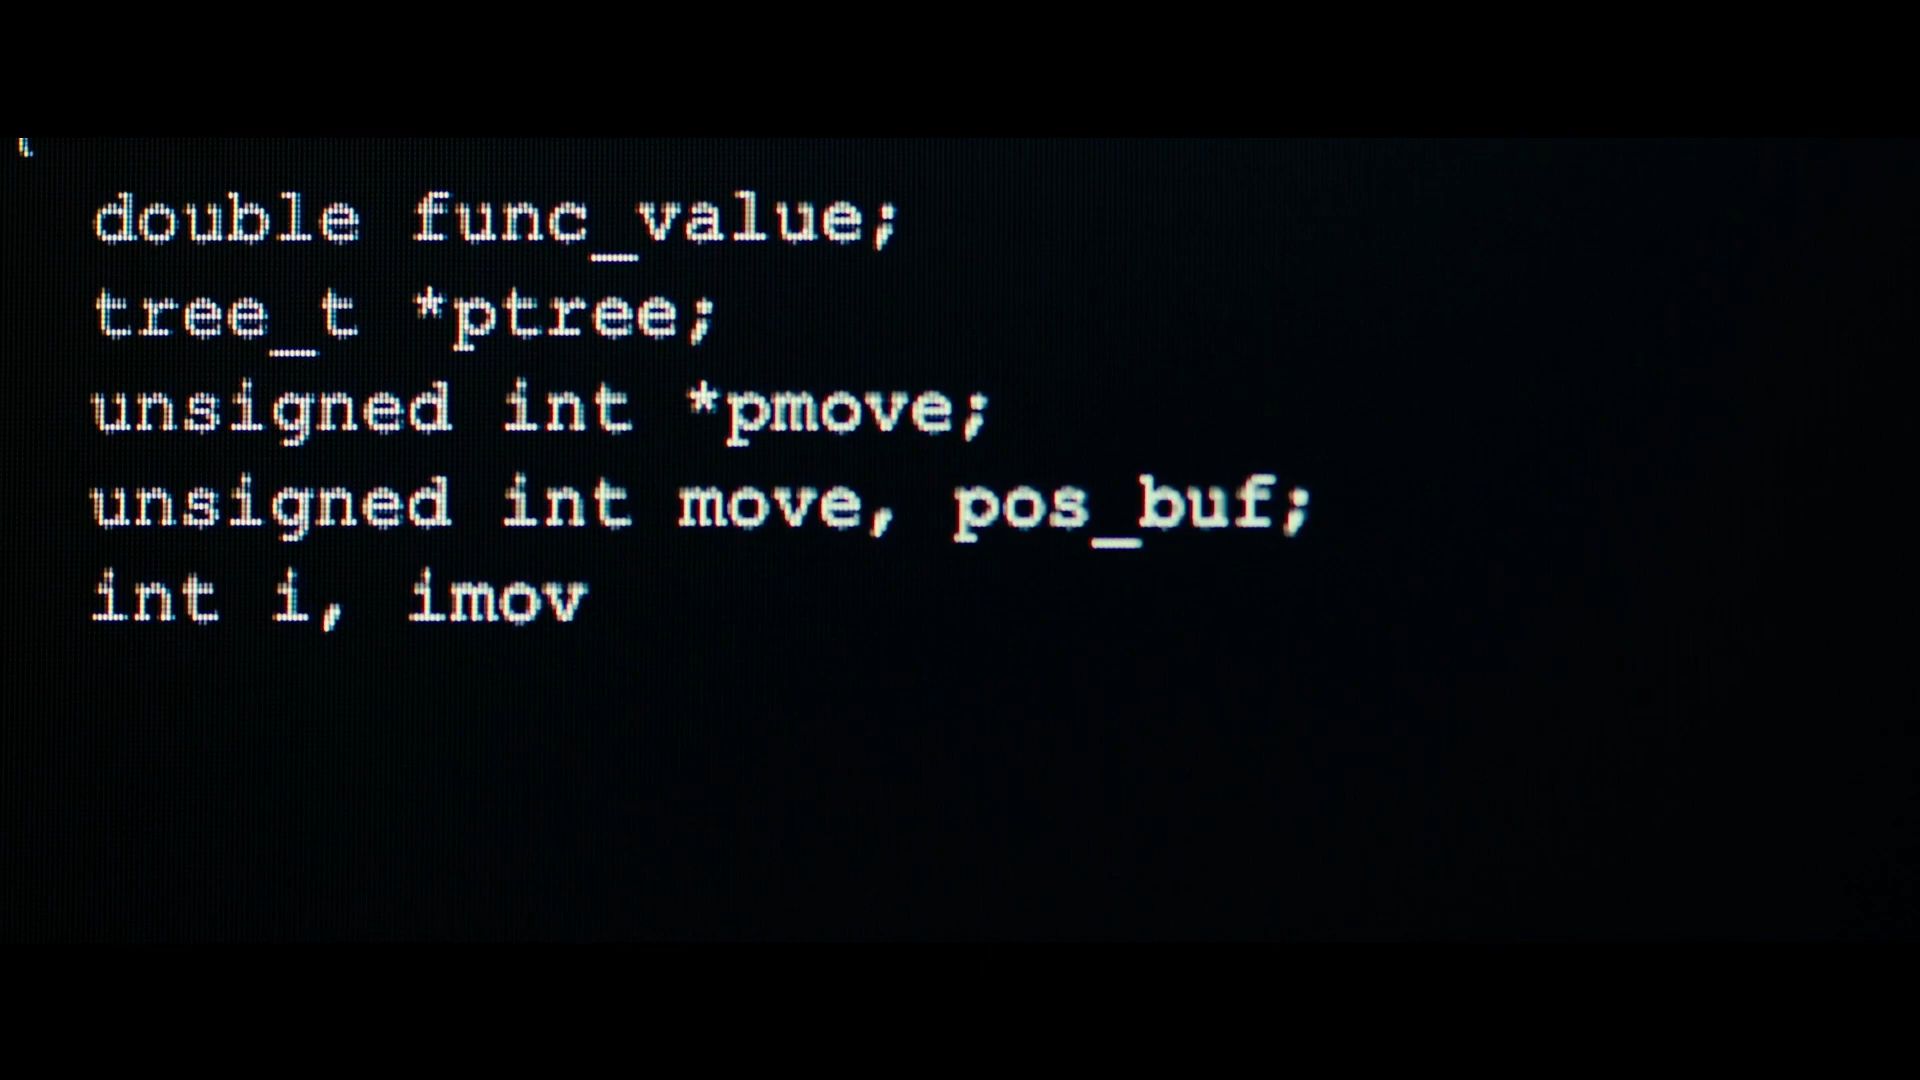 double func_value;
tree_t *ptree;
unsigned int *pmove;
unsigned int move, pos_buf;
int i, imov